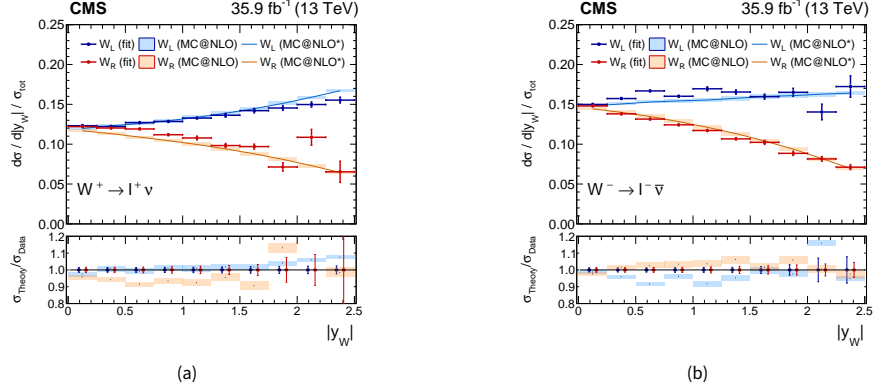 CMS 35.9 fb⁻¹ (13 TeV)
dσ / d|y_W| / σ_tot
0.25
0.20
0.15
0.10
0.05
0.00
W_L (fit) W_L (MC@NLO) W_L (MC@NLO*)
W_R (fit) W_R (MC@NLO) W_R (MC@NLO*)
W⁺ → l⁺ ν
σ_Theory/σ_Data
1.2
1.1
1.0
0.9
0.8
0 0.5 1 1.5 2 2.5
|y_W|
(a)
CMS 35.9 fb⁻¹ (13 TeV)
dσ / d|y_W| / σ_tot
0.25
0.20
0.15
0.10
0.05
0.00
W_L (fit) W_L (MC@NLO) W_L (MC@NLO*)
W_R (fit) W_R (MC@NLO) W_R (MC@NLO*)
W⁻ → l⁻ ν̄
σ_Theory/σ_Data
1.2
1.1
1.0
0.9
0.8
0 0.5 1 1.5 2 2.5
|y_W|
(b)